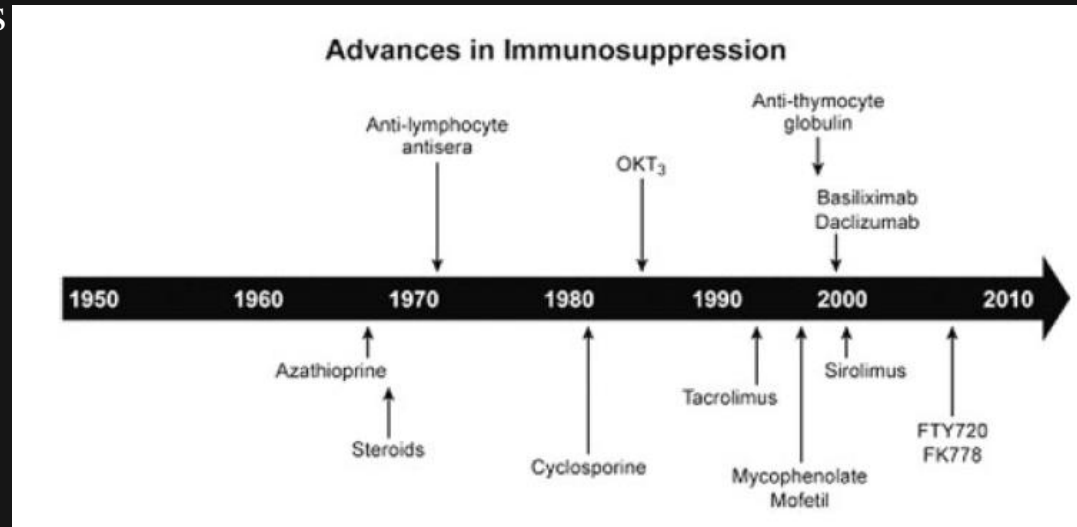 S
Advances in Immunosuppression
Anti-thymocyte
globulin
Anti-lymphocyte
antisera
OKT3
Basiliximab
Daclizumab
1950 1960 1970 1980 1990 2000 2010
Azathioprine
Sirolimus
Tacrolimus
Steroids
FTY720
FK778
Cyclosporine
Mycophenolate
Mofetil